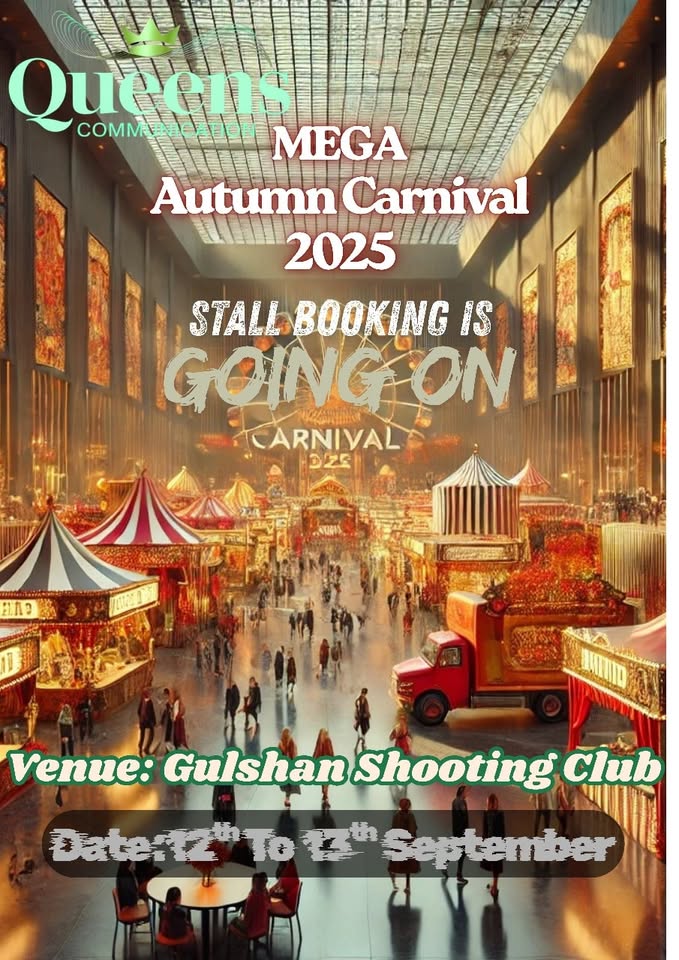 Queens
COMMUNICATION
MEGA
Autumn Carnival
2025
STALL BOOKING IS
GOING ON
CARNIVAL
Venue: Gulshan Shooting Club
Date:12th To 13th September